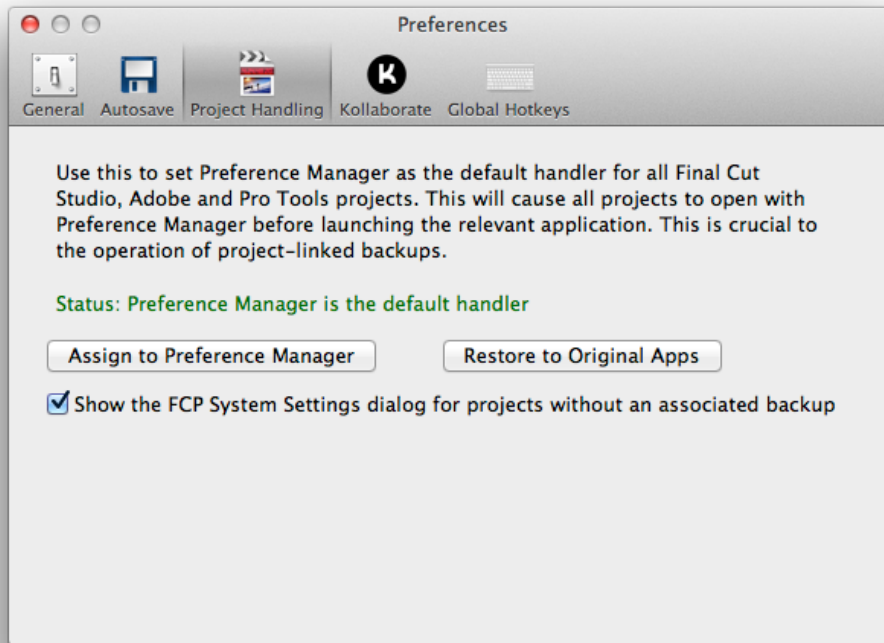 Preferences
General Autosave Project Handling Kollaborate Global Hotkeys
Use this to set Preference Manager as the default handler for all Final Cut
Studio, Adobe and Pro Tools projects. This will cause all projects to open with
Preference Manager before launching the relevant application. This is crucial to
the operation of project-linked backups.
Status: Preference Manager is the default handler
Assign to Preference Manager Restore to Original Apps
Show the FCP System Settings dialog for projects without an associated backup